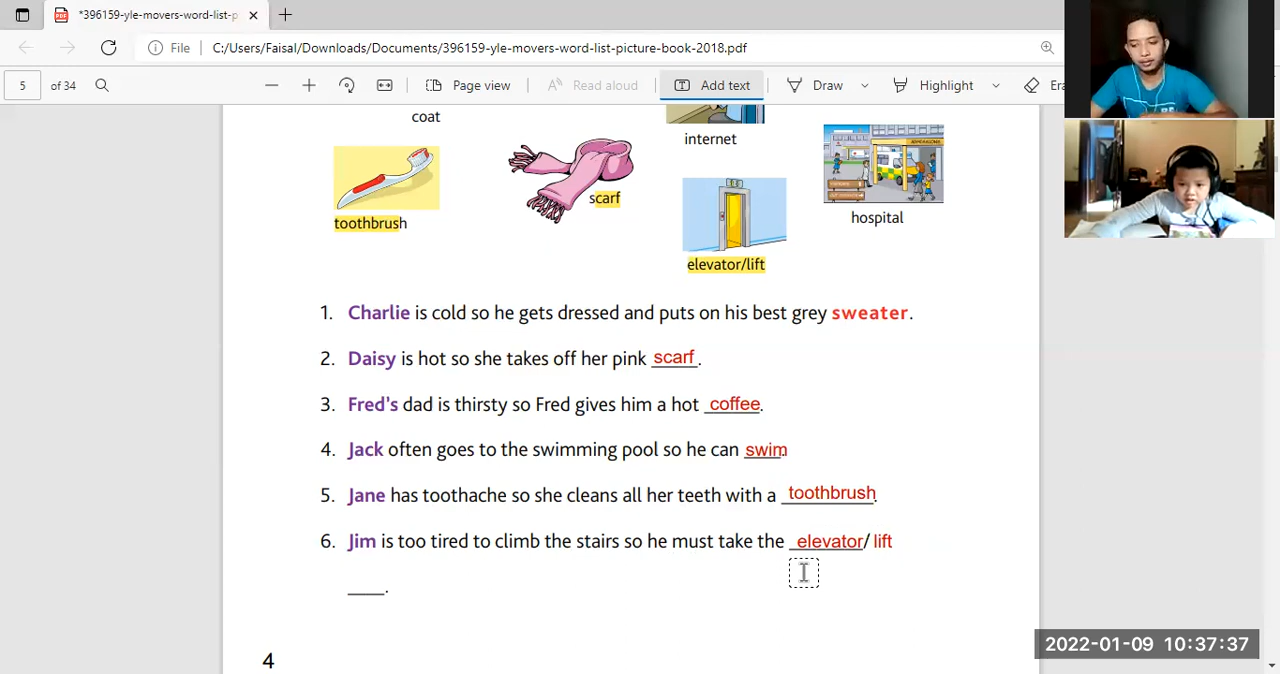 *396159-yle-movers-word-list-p
File
C:/Users/Faisal/Downloads/Documents/396159-yle-movers-word-list-picture-book-2018.pdf
5 of 34
Page view
Read aloud
Add text
Draw
Highlight
coat
internet
toothbrush
scarf
elevator/lift
hospital
1. Charlie is cold so he gets dressed and puts on his best grey sweater.
2. Daisy is hot so she takes off her pink scarf.
3. Fred's dad is thirsty so Fred gives him a hot coffee.
4. Jack often goes to the swimming pool so he can swim
5. Jane has toothache so she cleans all her teeth with a toothbrush.
6. Jim is too tired to climb the stairs so he must take the elevator/ lift
____.
4
2022-01-09 10:37:37